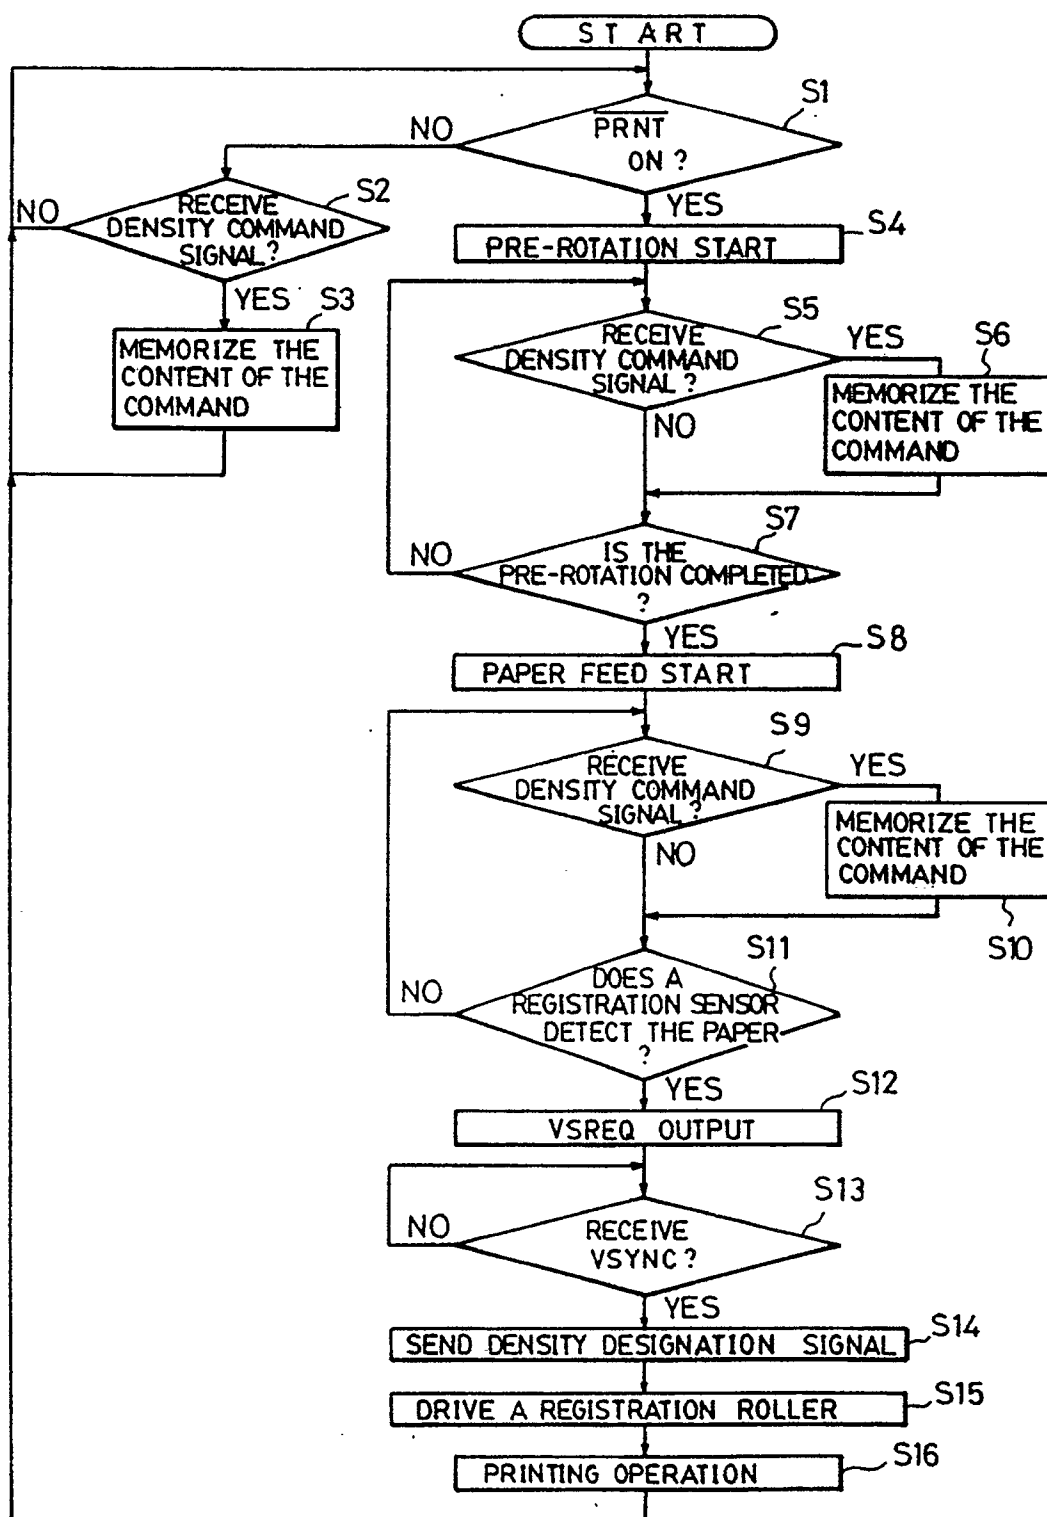 START
S1
PRNT
ON ?
NO
YES
S2
RECEIVE
DENSITY COMMAND
SIGNAL?
NO
YES
S3
MEMORIZE THE
CONTENT OF THE
COMMAND
S4
PRE-ROTATION START
S5
RECEIVE
DENSITY COMMAND
SIGNAL ?
YES
NO
S6
MEMORIZE THE
CONTENT OF THE
COMMAND
S7
IS THE
PRE-ROTATION COMPLETED
?
NO
YES
S8
PAPER FEED START
S9
RECEIVE
DENSITY COMMAND
SIGNAL?
YES
NO
MEMORIZE THE
CONTENT OF THE
COMMAND
S10
S11
DOES A
REGISTRATION SENSOR
DETECT THE PAPER
?
NO
YES
S12
VSREQ OUTPUT
S13
RECEIVE
VSYNC ?
NO
YES
S14
SEND DENSITY DESIGNATION SIGNAL
S15
DRIVE A REGISTRATION ROLLER
S16
PRINTING OPERATION